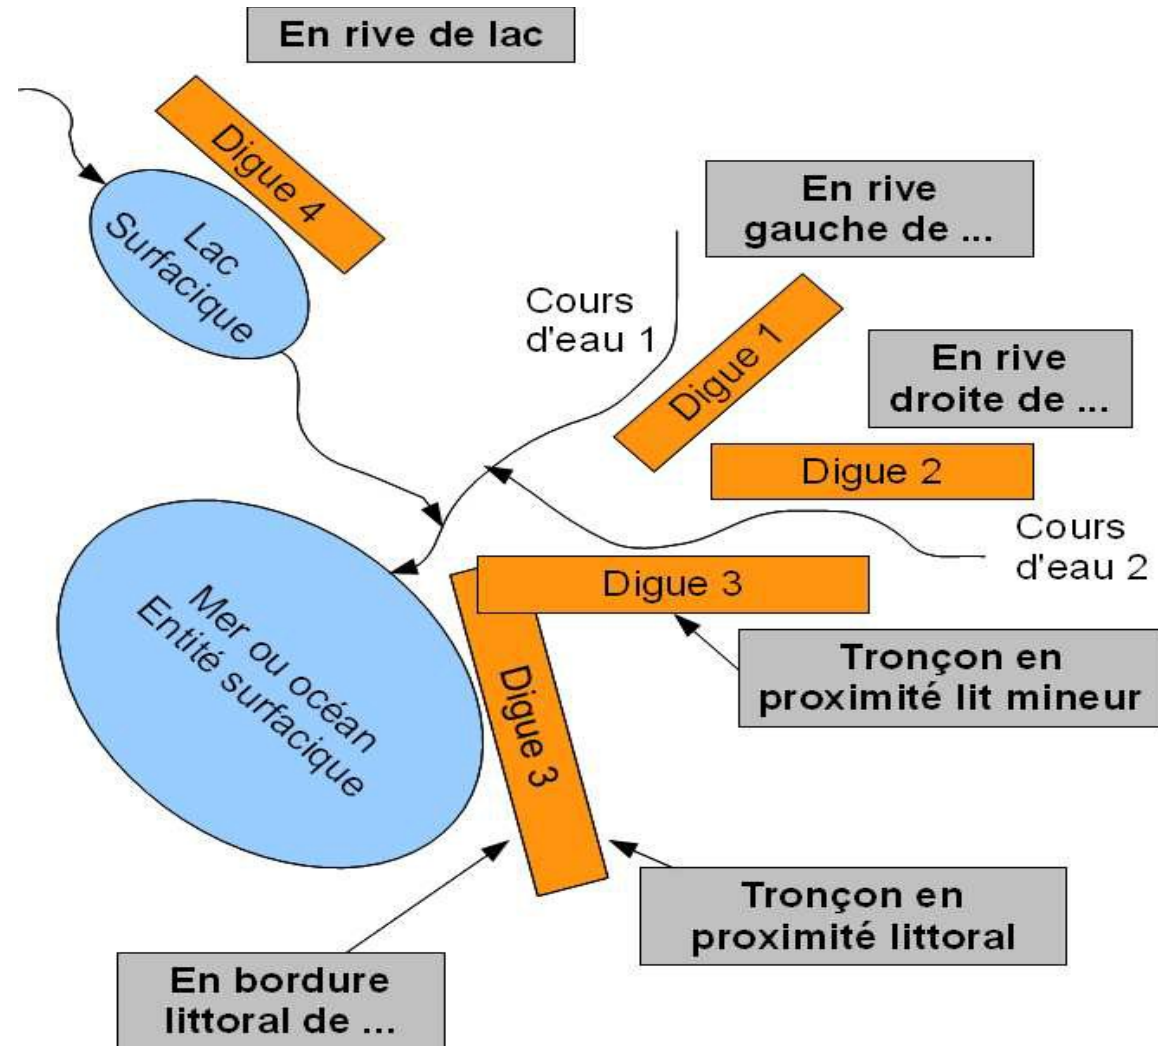 En rive de lac
Digue 4
Lac
Surfacique
En rive
gauche de ...
Cours
d'eau 1
Digue 1
En rive
droite de ...
Digue 2
Cours
d'eau 2
Digue 3
Mer ou océan
Entité surfacique
Tronçon en
proximité lit mineur
Digue 3
Tronçon en
proximité littoral
En bordure
littoral de ...